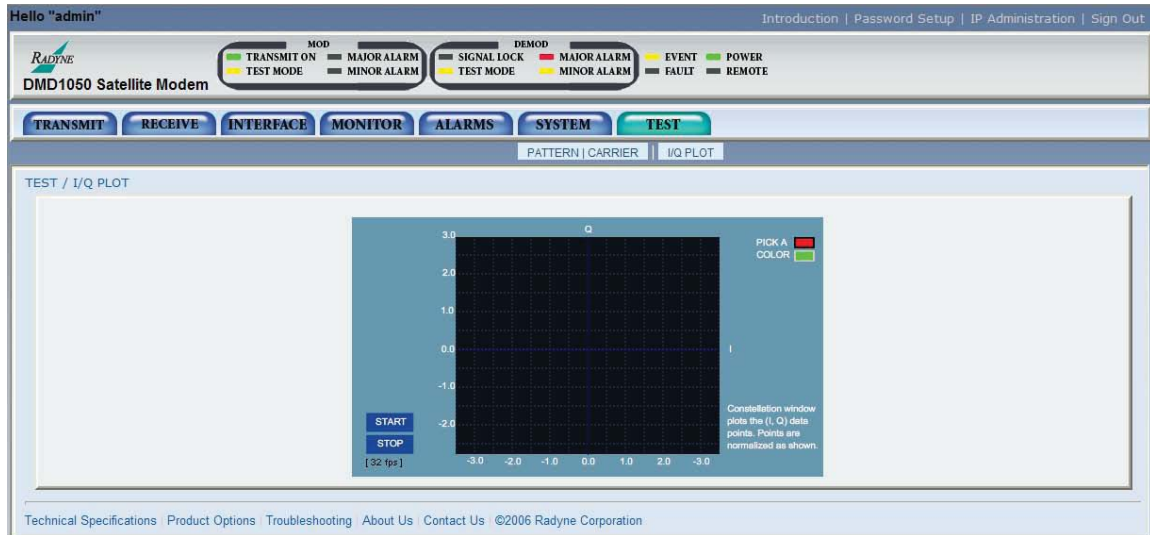 Hello "admin"
Introduction | Password Setup | IP Administration | Sign Out
RADYNE
DMD1050 Satellite Modem
MOD
TRANSMIT ON MAJOR ALARM
TEST MODE MINOR ALARM
DEMOD
SIGNAL LOCK MAJOR ALARM
TEST MODE MINOR ALARM
EVENT POWER
FAULT REMOTE
TRANSMIT RECEIVE INTERFACE MONITOR ALARMS SYSTEM TEST
PATTERN | CARRIER | I/Q PLOT
TEST / I/Q PLOT
Q
3.0
2.0
1.0
0.0
-1.0
-2.0
I
PICK A
COLOR
START
STOP
[ 32 fps ]
-3.0 -2.0 -1.0 0.0 1.0 2.0 -3.0
Constellation window
plots the (I, Q) data
points. Points are
normalized as shown.
Technical Specifications | Product Options | Troubleshooting | About Us | Contact Us | ©2006 Radyne Corporation